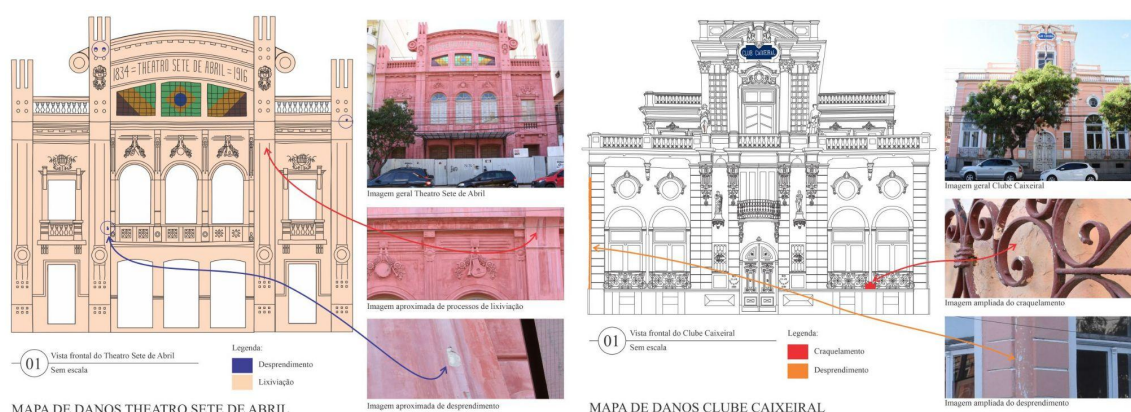 1834=THEATRO SETE DE ABRIL=1916
Imagem geral Theatro Sete de Abril
Imagem aproximada de processos de lixiviação
01
Vista frontal do Theatro Sete de Abril
Sem escala
Legenda:
Desprendimento
Lixiviação
Imagem aproximada de desprendimento
MAPA DE DANOS THEATRO SETE DE ABRIL
CLUB CAIXEIRAL
Imagem geral Clube Caixeiral
Imagem ampliada do craquelamento
01
Vista frontal do Clube Caixeiral
Sem escala
Legenda:
Craquelamento
Desprendimento
Imagem ampliada do desprendimento
MAPA DE DANOS CLUBE CAIXEIRAL